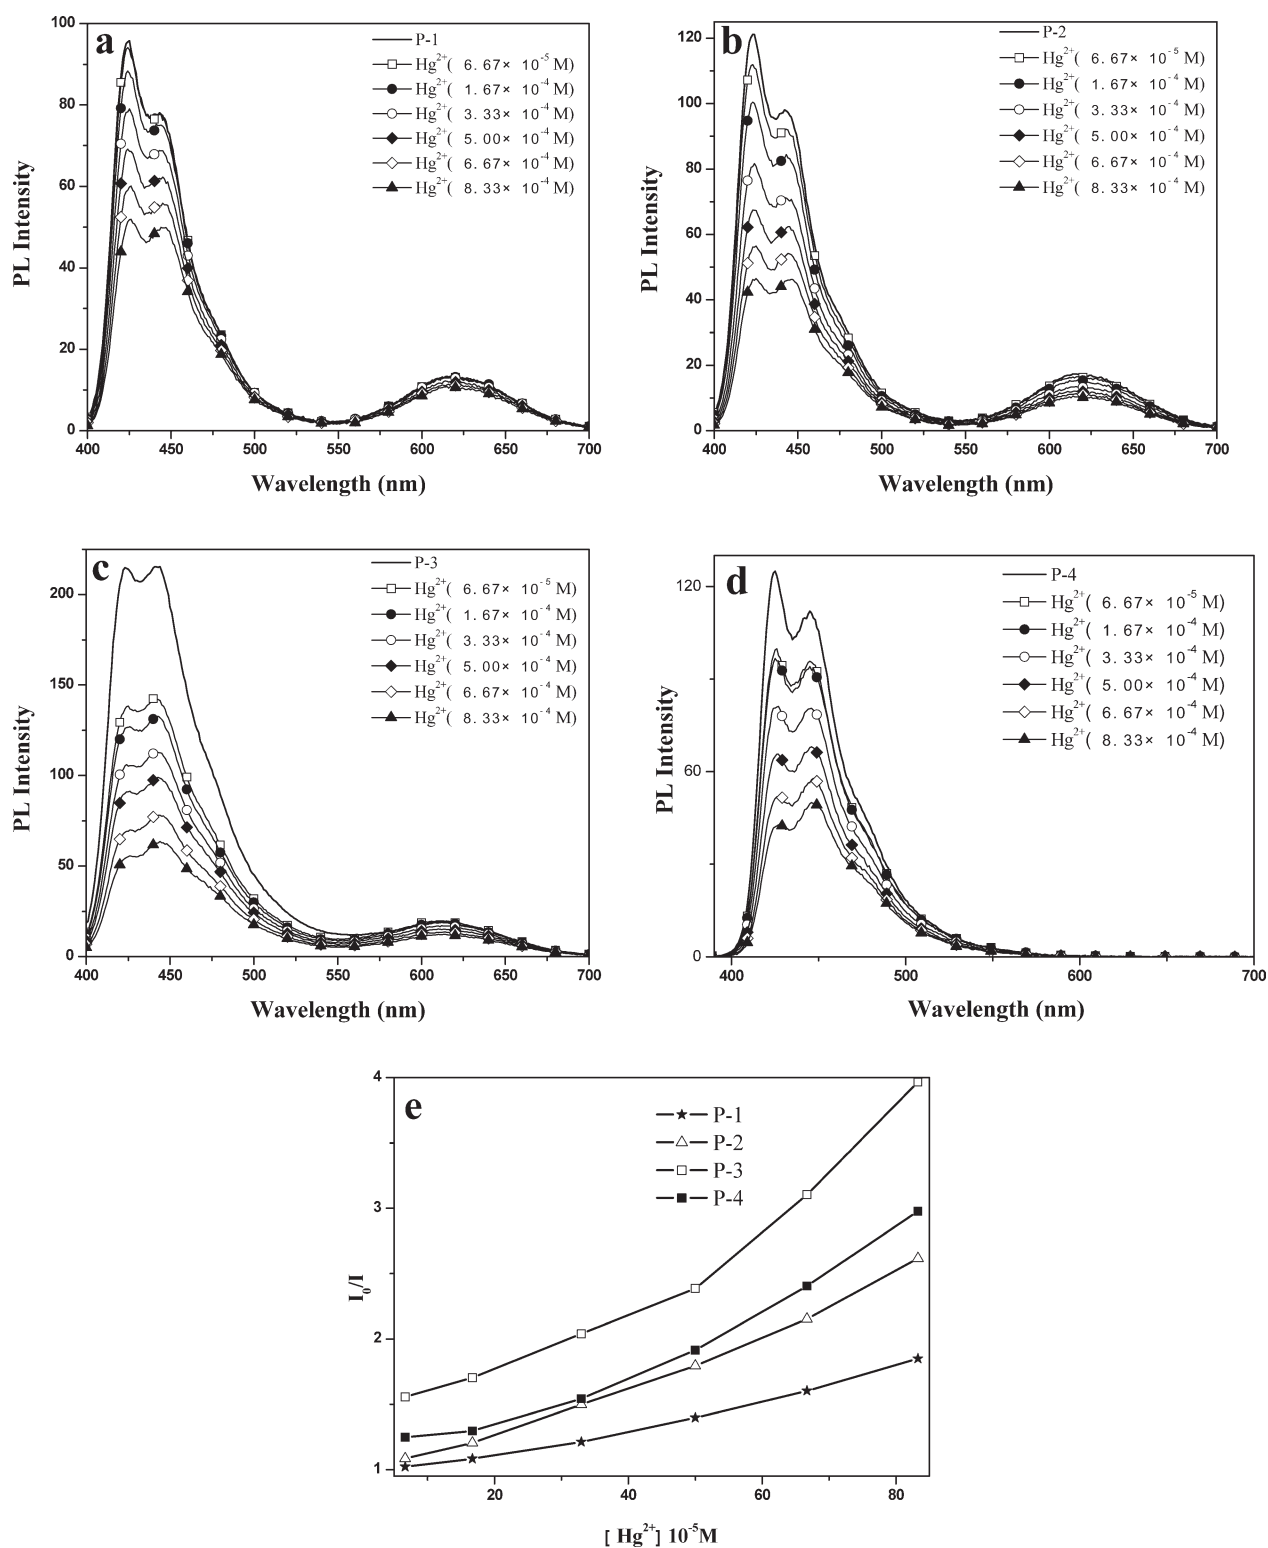 a
P-1
Hg²⁺( 6.67× 10⁻⁵ M)
Hg²⁺( 1.67× 10⁻⁴ M)
Hg²⁺( 3.33× 10⁻⁴ M)
Hg²⁺( 5.00× 10⁻⁴ M)
Hg²⁺( 6.67× 10⁻⁴ M)
Hg²⁺( 8.33× 10⁻⁴ M)
PL Intensity
100
80
60
40
20
0
400 450 500 550 600 650 700
Wavelength (nm)
b
P-2
Hg²⁺( 6.67× 10⁻⁵ M)
Hg²⁺( 1.67× 10⁻⁴ M)
Hg²⁺( 3.33× 10⁻⁴ M)
Hg²⁺( 5.00× 10⁻⁴ M)
Hg²⁺( 6.67× 10⁻⁴ M)
Hg²⁺( 8.33× 10⁻⁴ M)
PL Intensity
120
100
80
60
40
20
0
400 450 500 550 600 650 700
Wavelength (nm)
c
P-3
Hg²⁺( 6.67× 10⁻⁵ M)
Hg²⁺( 1.67× 10⁻⁴ M)
Hg²⁺( 3.33× 10⁻⁴ M)
Hg²⁺( 5.00× 10⁻⁴ M)
Hg²⁺( 6.67× 10⁻⁴ M)
Hg²⁺( 8.33× 10⁻⁴ M)
PL Intensity
200
150
100
50
0
400 450 500 550 600 650 700
Wavelength (nm)
d
P-4
Hg²⁺( 6.67× 10⁻⁵ M)
Hg²⁺( 1.67× 10⁻⁴ M)
Hg²⁺( 3.33× 10⁻⁴ M)
Hg²⁺( 5.00× 10⁻⁴ M)
Hg²⁺( 6.67× 10⁻⁴ M)
Hg²⁺( 8.33× 10⁻⁴ M)
PL Intensity
120
60
0
400 500 600 700
Wavelength (nm)
e
P-1
P-2
P-3
P-4
I₀/I
4
3
2
1
20 40 60 80
[ Hg²⁺] 10⁻⁵M